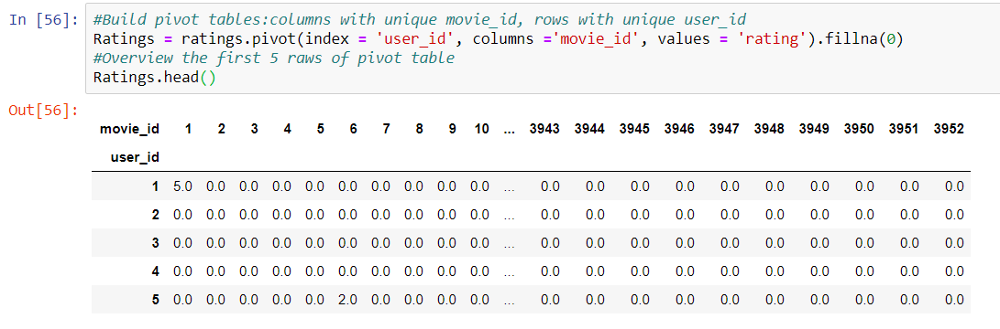 In [56]: #Build pivot tables:columns with unique movie_id, rows with unique user_id
Ratings = ratings.pivot(index = 'user_id', columns ='movie_id', values = 'rating').fillna(0)
#Overview the first 5 raws of pivot table
Ratings.head()
Out[56]:
movie_id 1 2 3 4 5 6 7 8 9 10 ... 3943 3944 3945 3946 3947 3948 3949 3950 3951 3952
user_id
1 5.0 0.0 0.0 0.0 0.0 0.0 0.0 0.0 0.0 0.0 ... 0.0 0.0 0.0 0.0 0.0 0.0 0.0 0.0 0.0 0.0
2 0.0 0.0 0.0 0.0 0.0 0.0 0.0 0.0 0.0 0.0 ... 0.0 0.0 0.0 0.0 0.0 0.0 0.0 0.0 0.0 0.0
3 0.0 0.0 0.0 0.0 0.0 0.0 0.0 0.0 0.0 0.0 ... 0.0 0.0 0.0 0.0 0.0 0.0 0.0 0.0 0.0 0.0
4 0.0 0.0 0.0 0.0 0.0 0.0 0.0 0.0 0.0 0.0 ... 0.0 0.0 0.0 0.0 0.0 0.0 0.0 0.0 0.0 0.0
5 0.0 0.0 0.0 0.0 0.0 2.0 0.0 0.0 0.0 0.0 ... 0.0 0.0 0.0 0.0 0.0 0.0 0.0 0.0 0.0 0.0